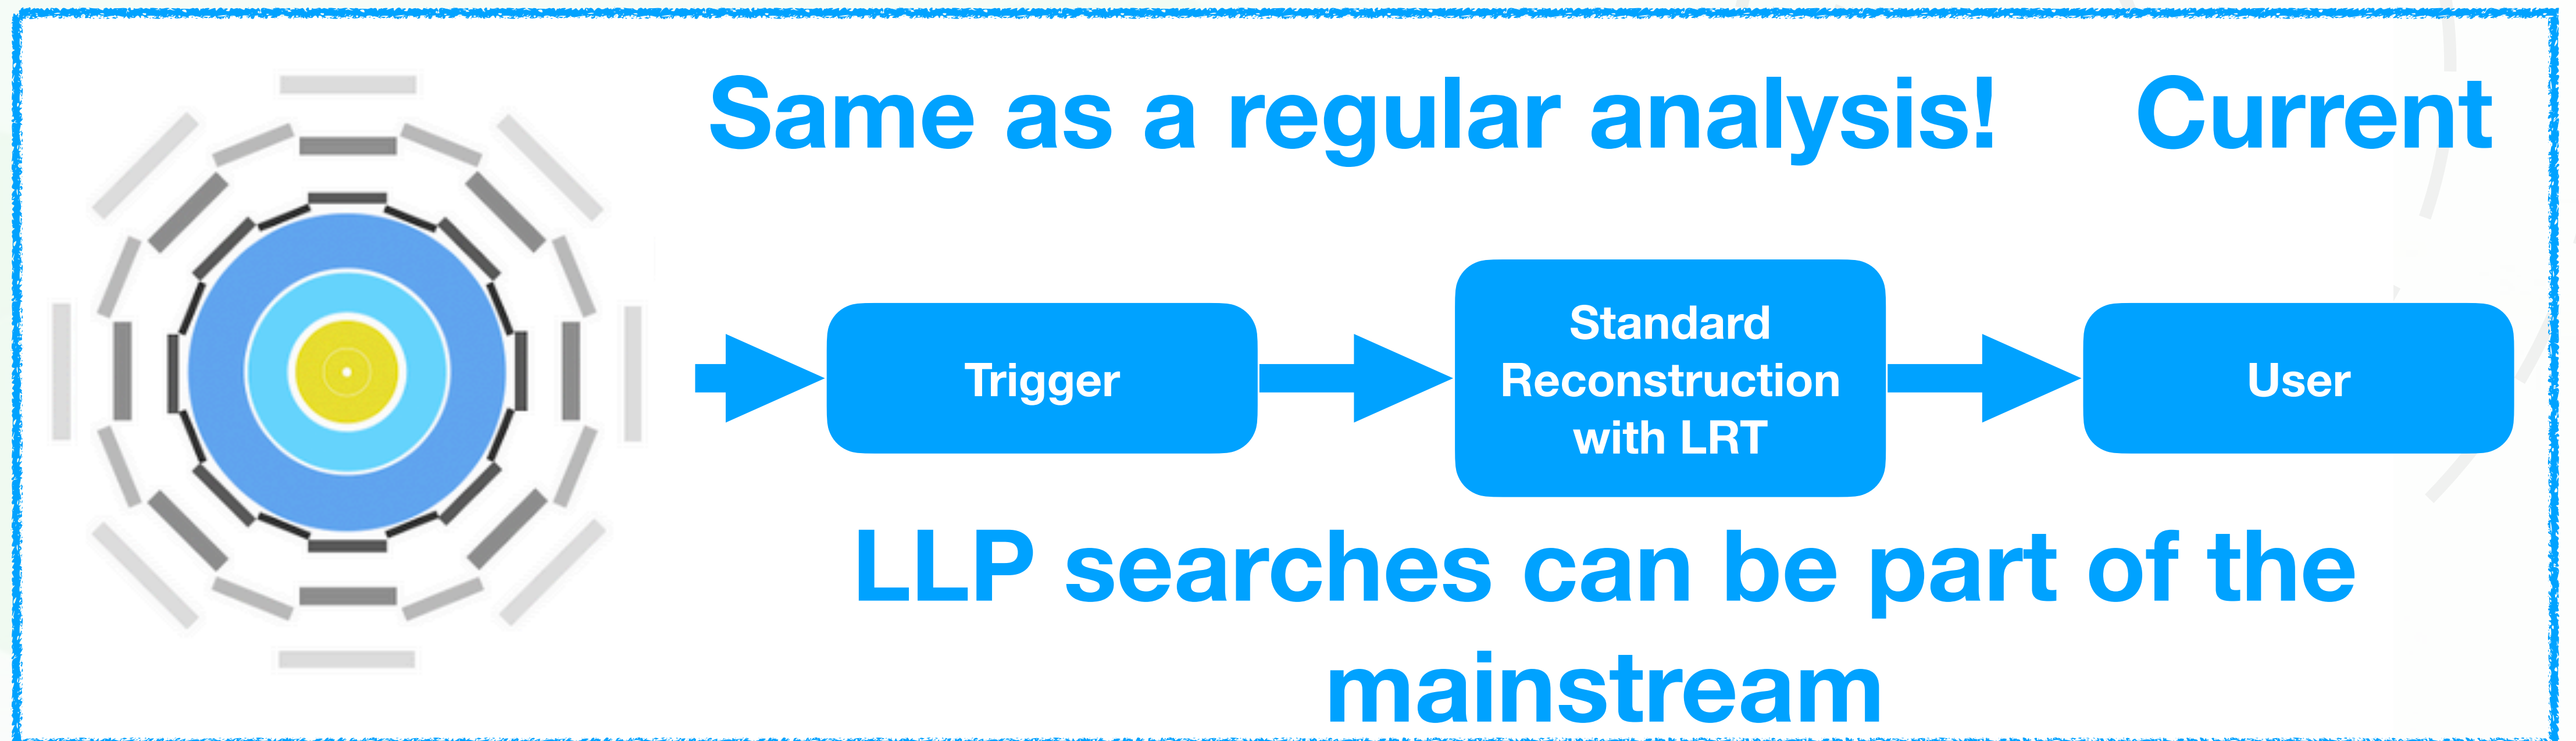 Same as a regular analysis!
Current
Trigger
Standard
Reconstruction
with LRT
User
LLP searches can be part of the
mainstream